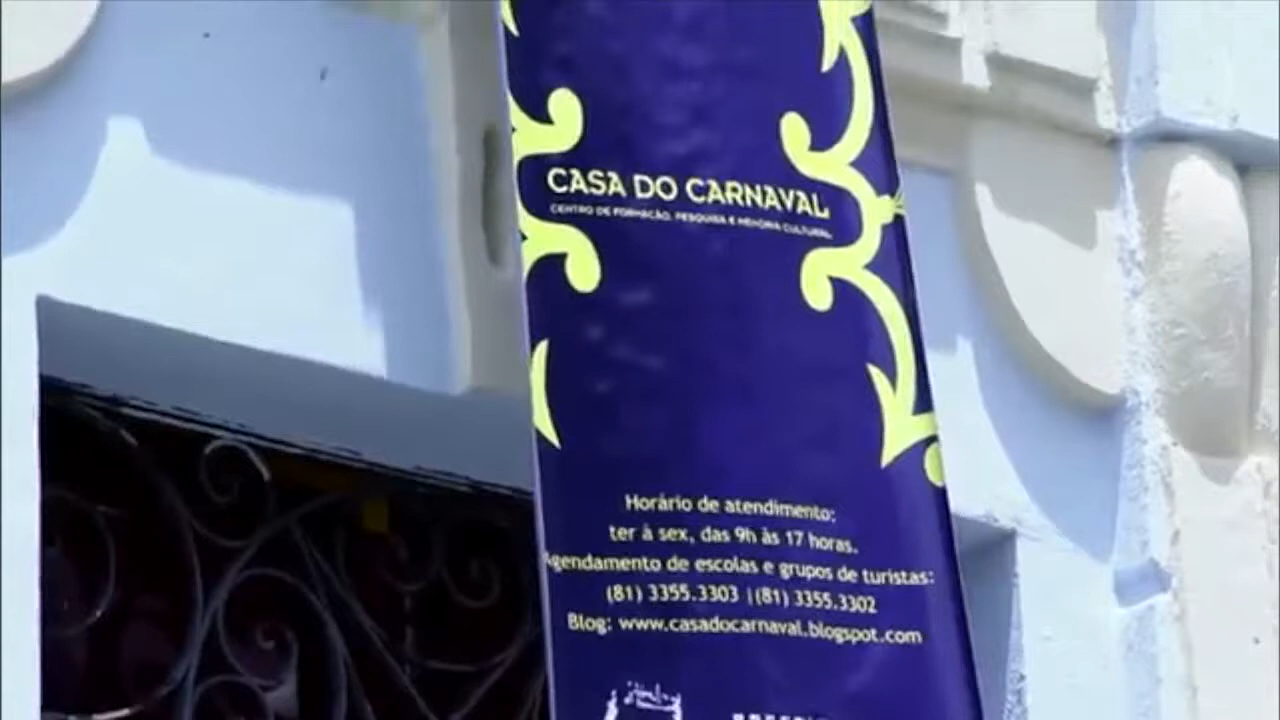 CASA DO CARNAVAL
CENTRO DE FORMAÇÃO, PESQUISA E MEMÓRIA CULTURAL
Horário de atendimento:
ter à sex, das 9h às 17 horas.
Agendamento de escolas e grupos de turistas:
(81) 3355.3303 |(81) 3355.3302
Blog: www.casadocarnaval.blogspot.com